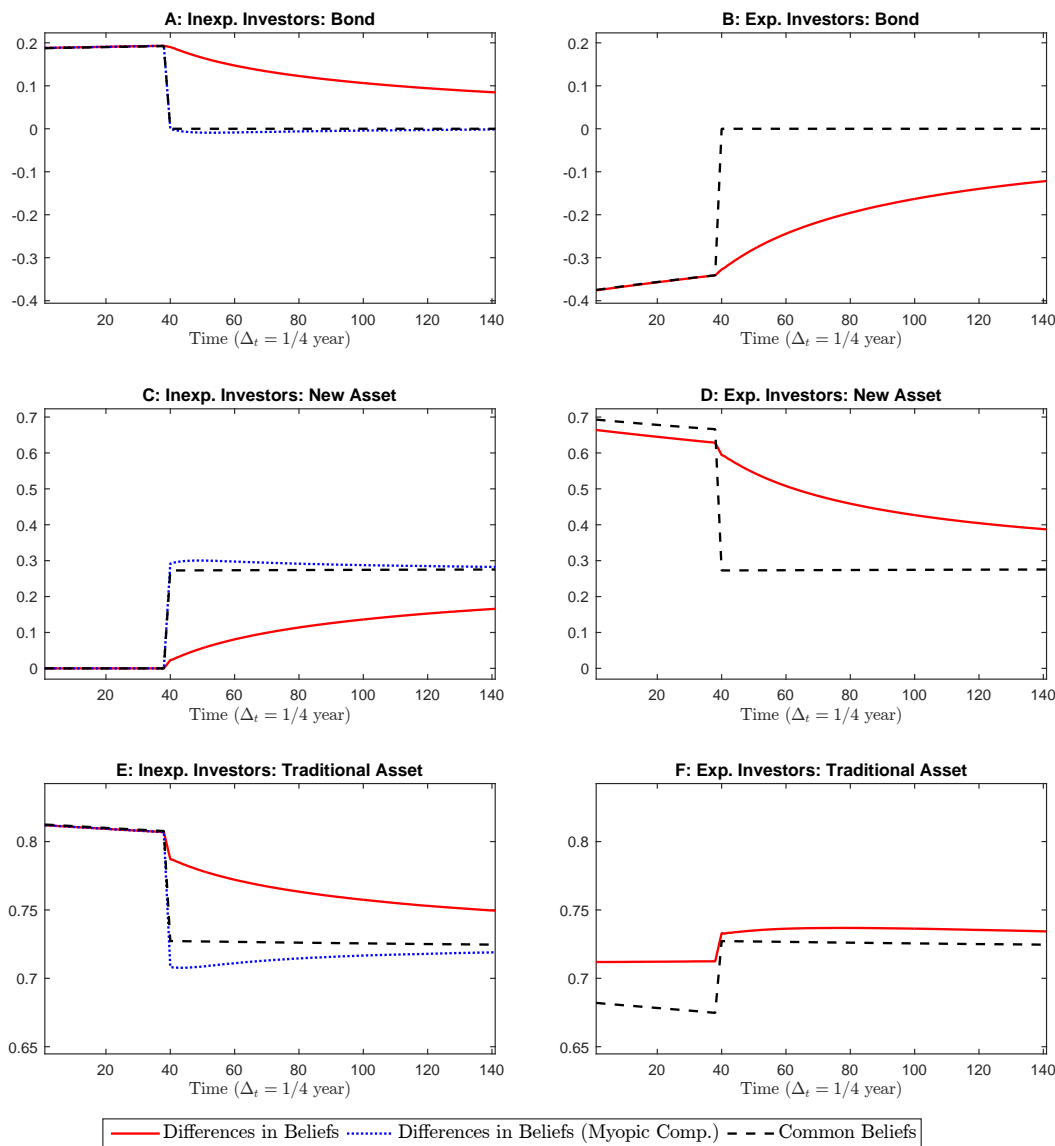 A: Inexp. Investors: Bond
0.2
0.1
0
-0.1
-0.2
-0.3
-0.4
20 40 60 80 100 120 140
Time (Δt = 1/4 year)
B: Exp. Investors: Bond
0.2
0.1
0
-0.1
-0.2
-0.3
-0.4
20 40 60 80 100 120 140
Time (Δt = 1/4 year)
C: Inexp. Investors: New Asset
0.7
0.6
0.5
0.4
0.3
0.2
0.1
0
20 40 60 80 100 120 140
Time (Δt = 1/4 year)
D: Exp. Investors: New Asset
0.7
0.6
0.5
0.4
0.3
0.2
0.1
0
20 40 60 80 100 120 140
Time (Δt = 1/4 year)
E: Inexp. Investors: Traditional Asset
0.8
0.75
0.7
0.65
20 40 60 80 100 120 140
Time (Δt = 1/4 year)
F: Exp. Investors: Traditional Asset
0.8
0.75
0.7
0.65
20 40 60 80 100 120 140
Time (Δt = 1/4 year)
Differences in Beliefs Differences in Beliefs (Myopic Comp.) Common Beliefs